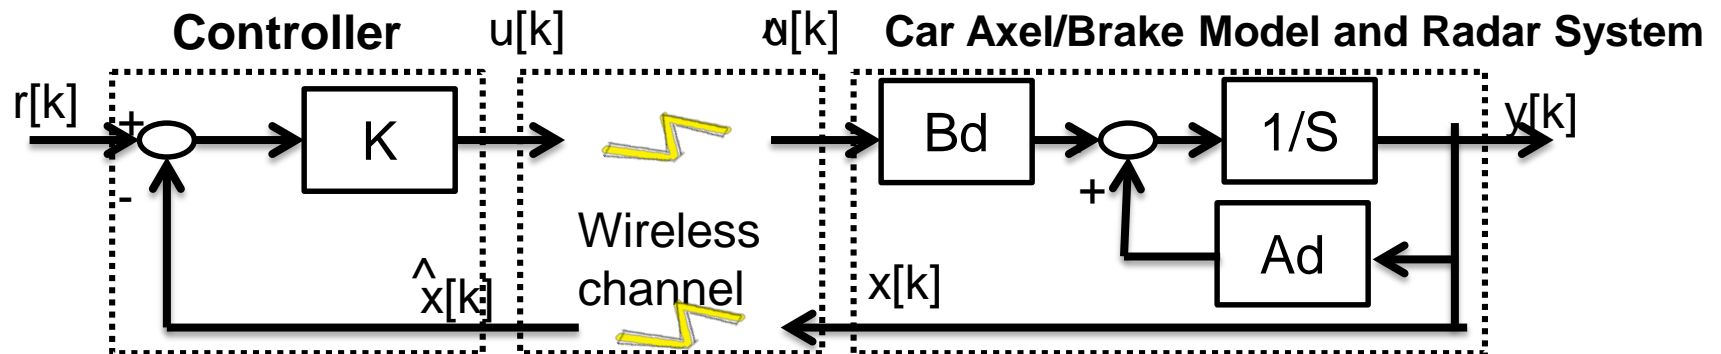 Controller
u[k]
û[k]
Car Axel/Brake Model and Radar System
r[k]
+
K
Bd
1/S
y[k]
-
+
Wireless
channel
Ad
^
x[k]
x[k]